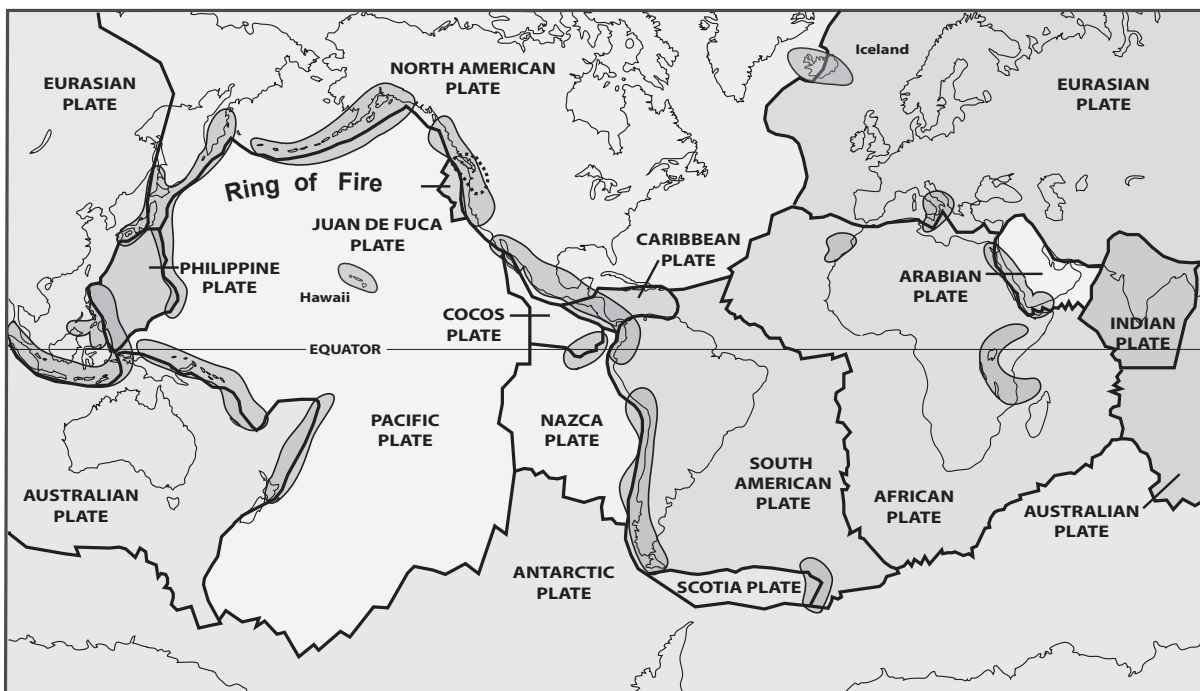 Iceland
EURASIAN
PLATE
NORTH AMERICAN
PLATE
EURASIAN
PLATE
Ring of Fire
JUAN DE FUCA
PLATE
CARIBBEAN
PLATE
PHILIPPINE
PLATE
Hawaii
ARABIAN
PLATE
COCOS
PLATE
INDIAN
PLATE
EQUATOR
PACIFIC
PLATE
NAZCA
PLATE
SOUTH
AMERICAN
PLATE
AUSTRALIAN
PLATE
AFRICAN
PLATE
AUSTRALIAN
PLATE
ANTARCTIC
PLATE
SCOTIA PLATE